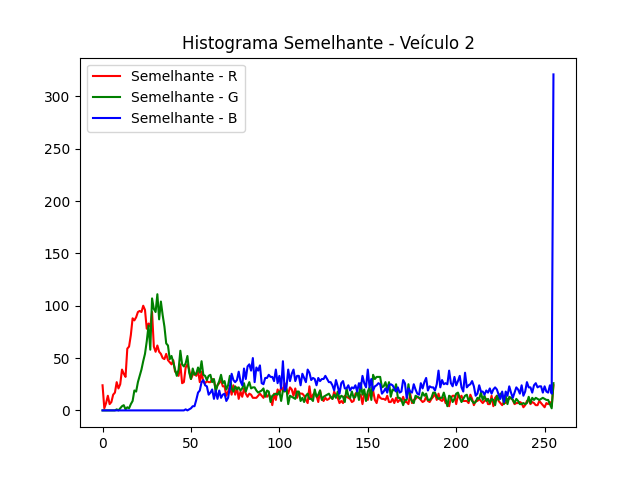 Histograma Semelhante - Veículo 2
Semelhante - R
Semelhante - G
Semelhante - B
300
250
200
150
100
50
0
0 50 100 150 200 250